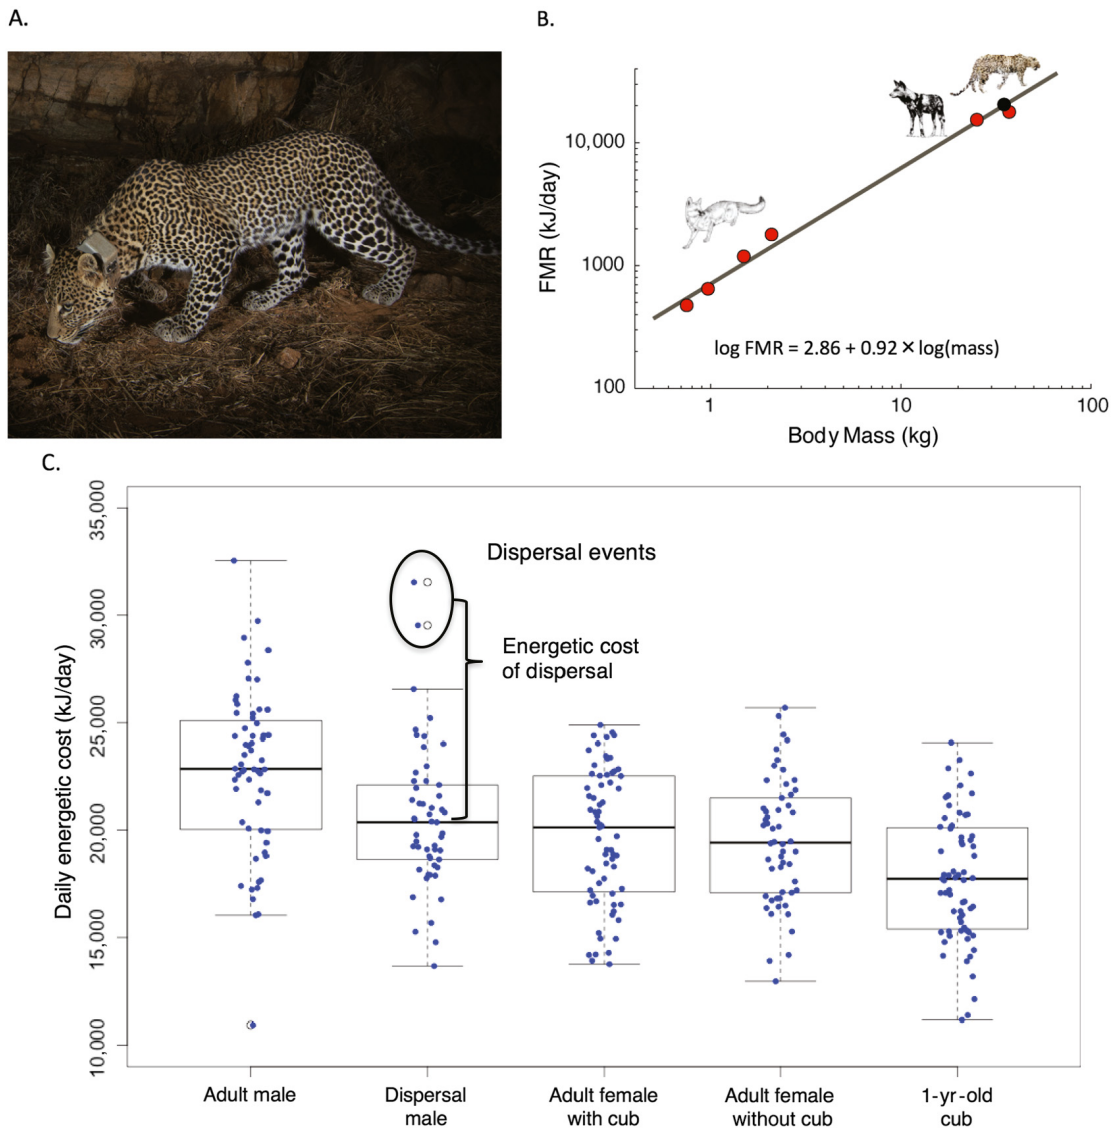 A.
B.
10,000
1000
100
FMR (kJ/day)
log FMR = 2.86 + 0.92 × log(mass)
1
10
100
Body Mass (kg)
C.
35,000
30,000
25,000
20,000
15,000
10,000
Daily energetic cost (kJ/day)
Dispersal events
Energetic cost
of dispersal
Adult male
Dispersal
male
Adult female
with cub
Adult female
without cub
1-yr-old
cub